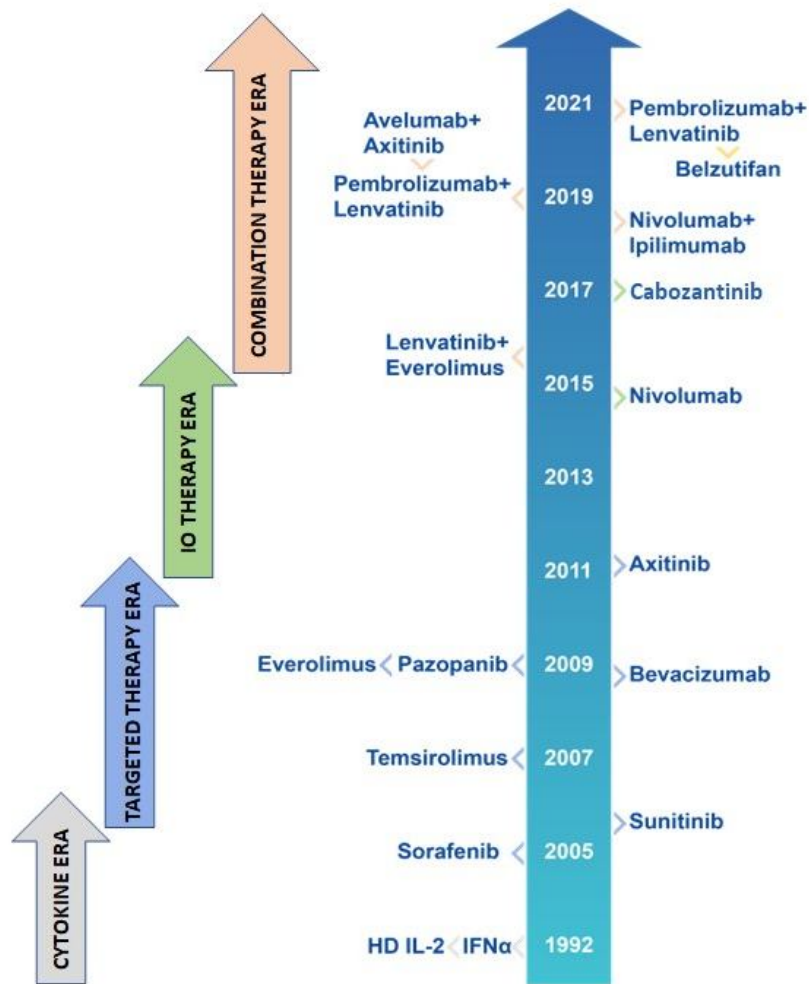 COMBINATION THERAPY ERA
IO THERAPY ERA
TARGETED THERAPY ERA
CYTOKINE ERA
2021
Pembrolizumab+
Lenvatinib
Belzutifan
Avelumab+
Axitinib
Pembrolizumab+
Lenvatinib
2019
Nivolumab+
Ipilimumab
2017
Cabozantinib
Lenvatinib+
Everolimus
2015
Nivolumab
2013
2011
Axitinib
Everolimus
Pazopanib
2009
Bevacizumab
Temsirolimus
2007
Sunitinib
Sorafenib
2005
HD IL-2
IFNα
1992